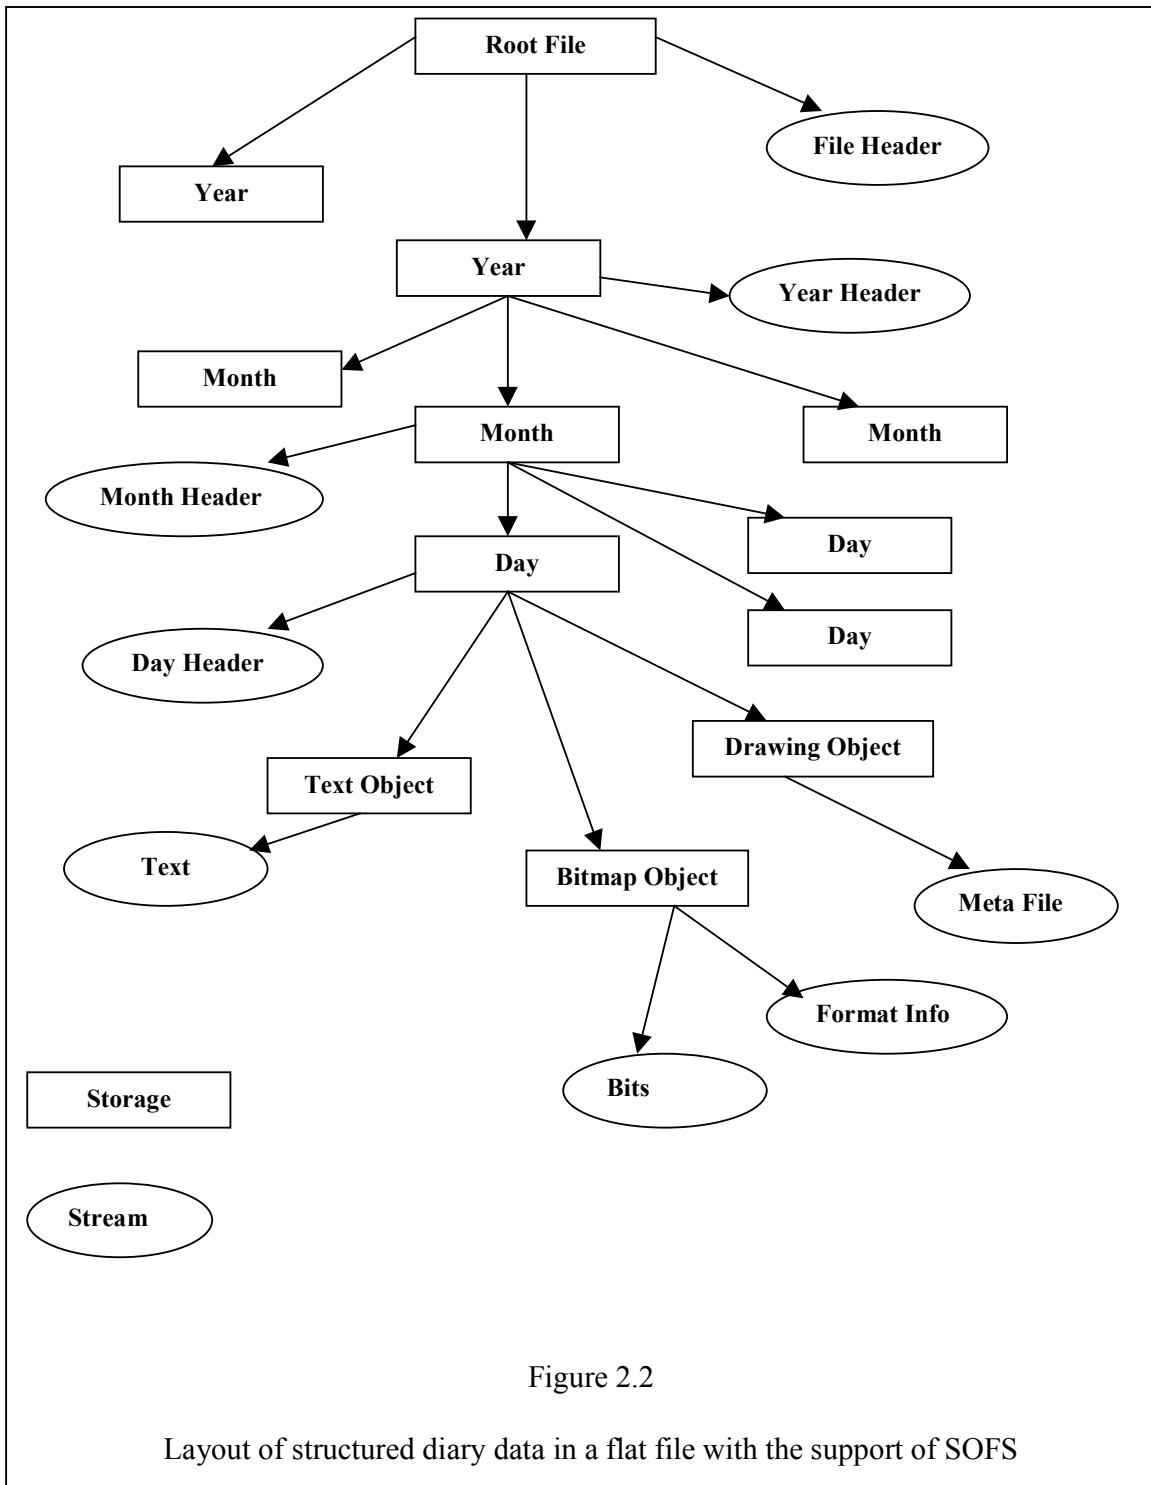 Root File
File Header
Year
Year
Year Header
Month
Month
Month
Month Header
Day
Day
Day
Day Header
Drawing Object
Text Object
Text
Bitmap Object
Meta File
Format Info
Bits
Storage
Stream
Figure 2.2
Layout of structured diary data in a flat file with the support of SOFS